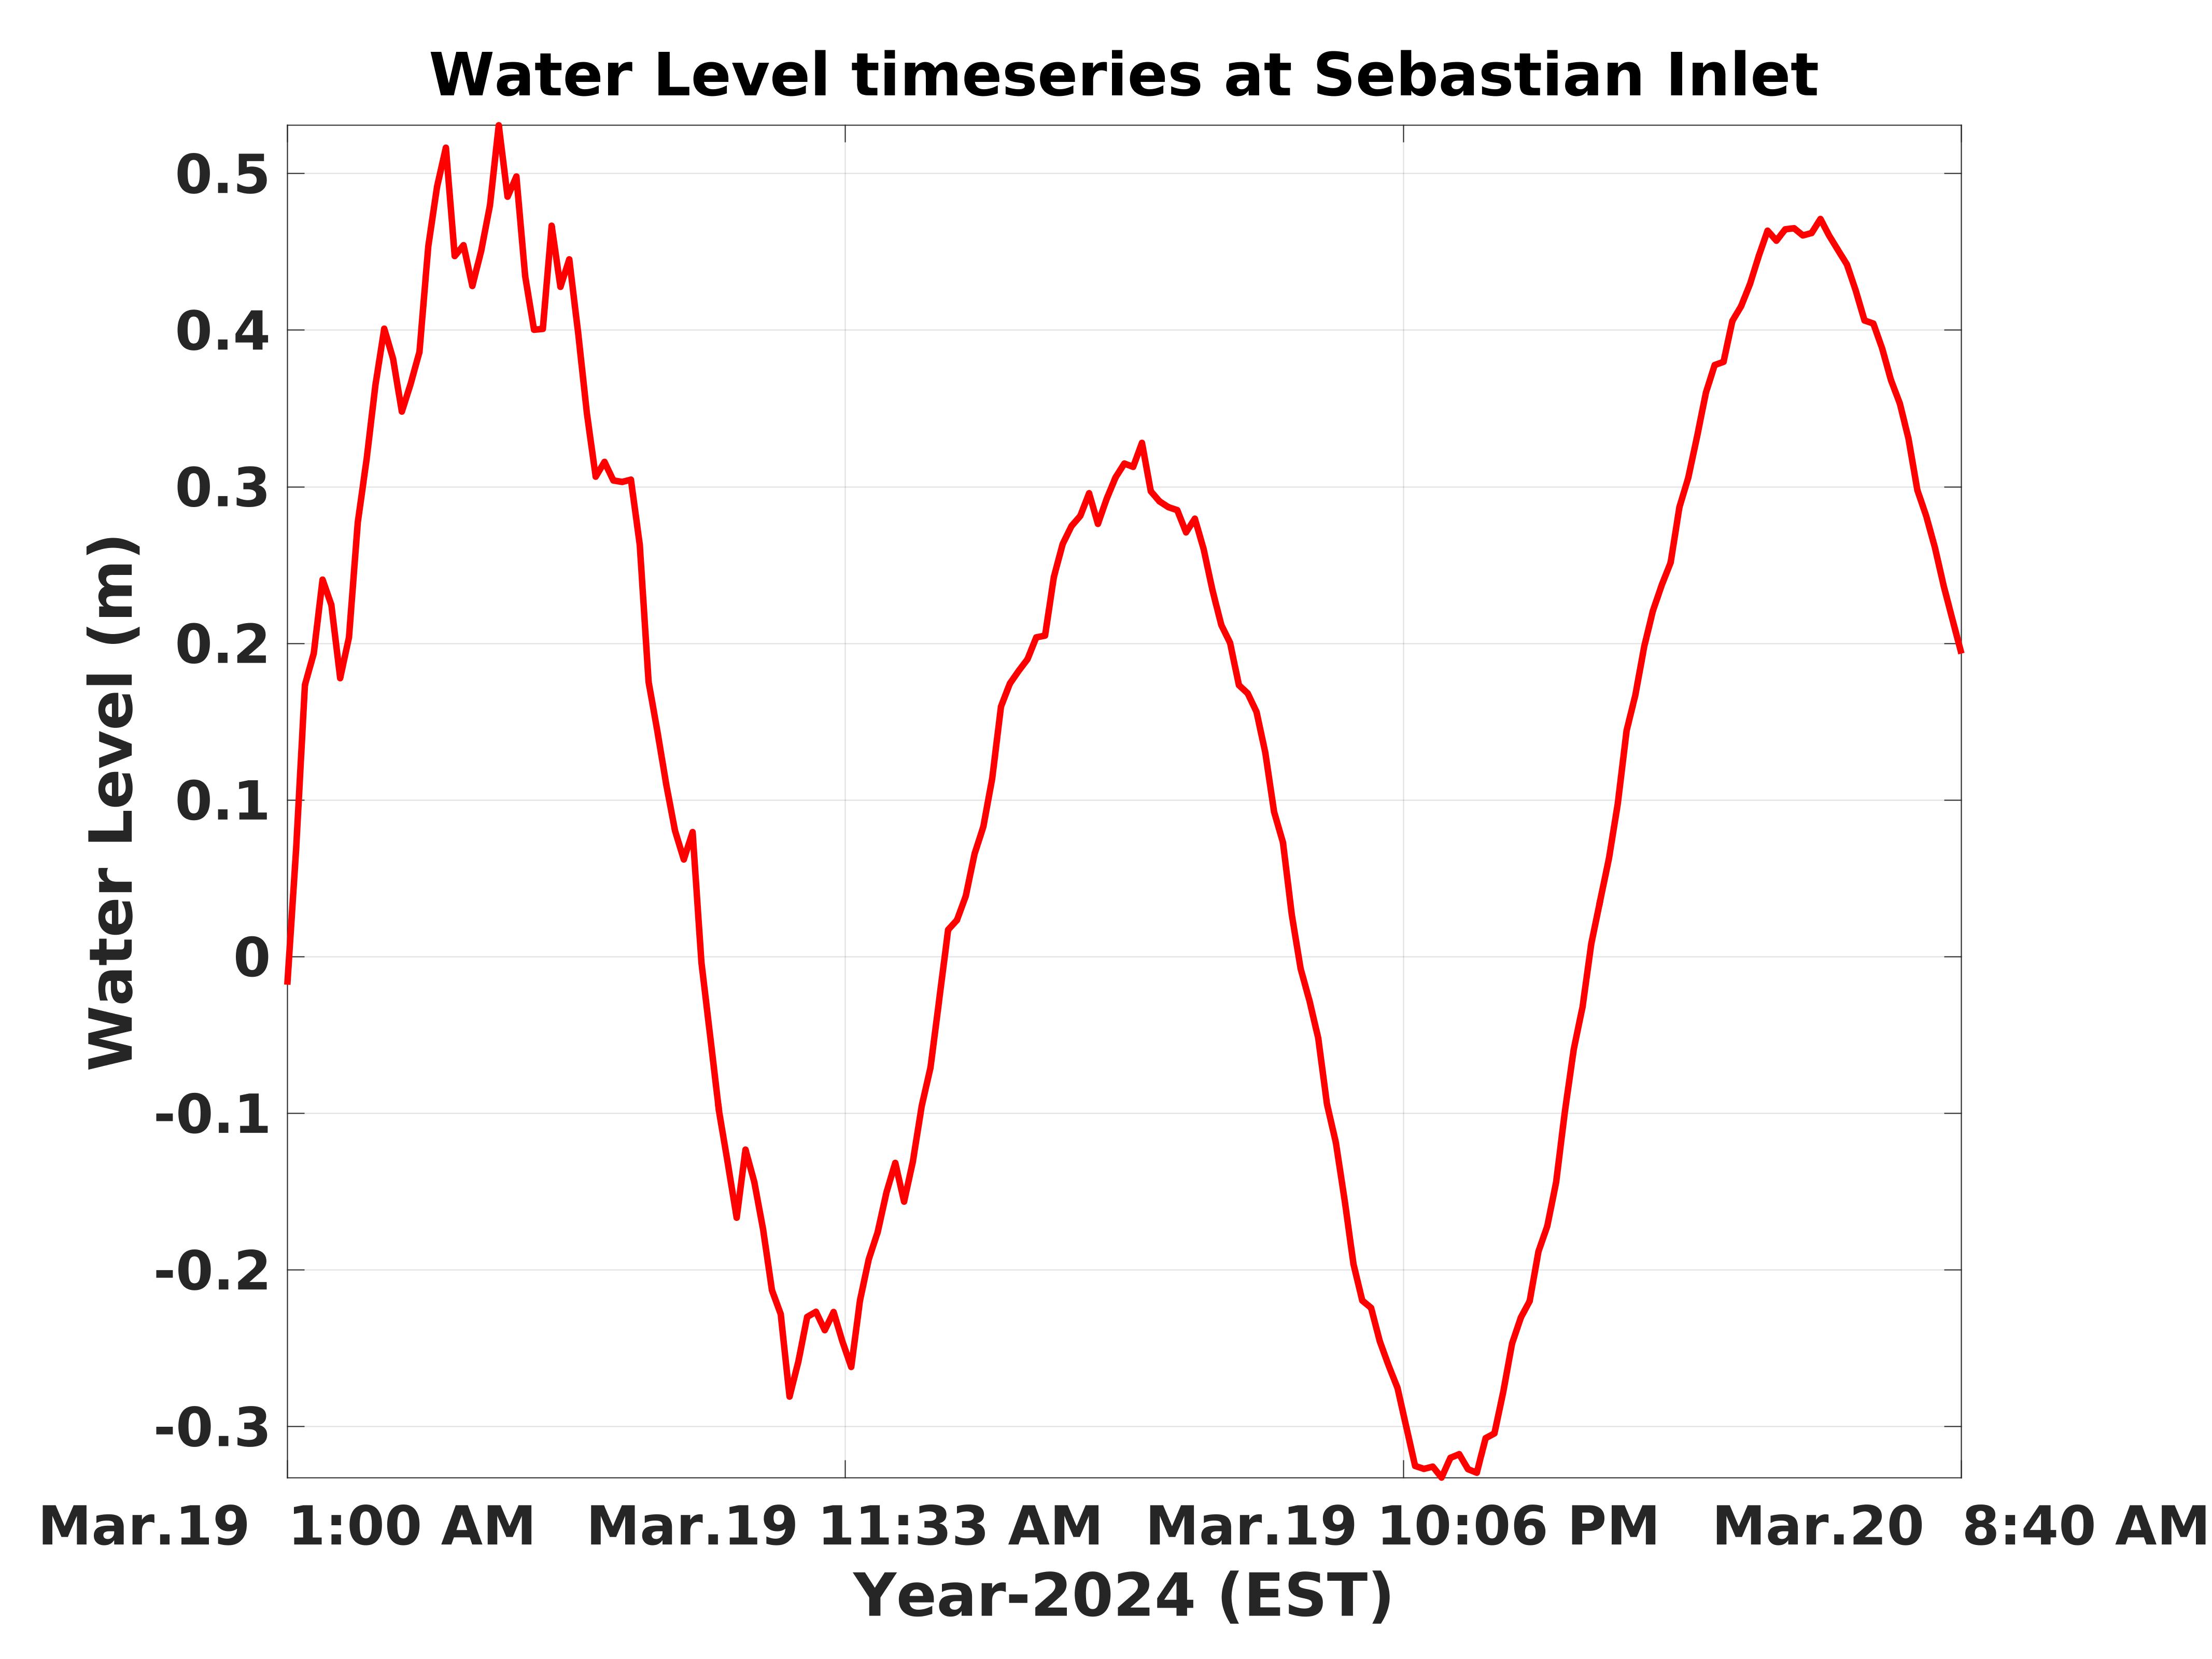 Water Level timeseries at Sebastian Inlet
0.5
0.4
0.3
0.2
0.1
0
-0.1
-0.2
-0.3
Water Level (m)
Mar.19 1:00 AM Mar.19 11:33 AM Mar.19 10:06 PM Mar.20 8:40 AM
Year-2024 (EST)